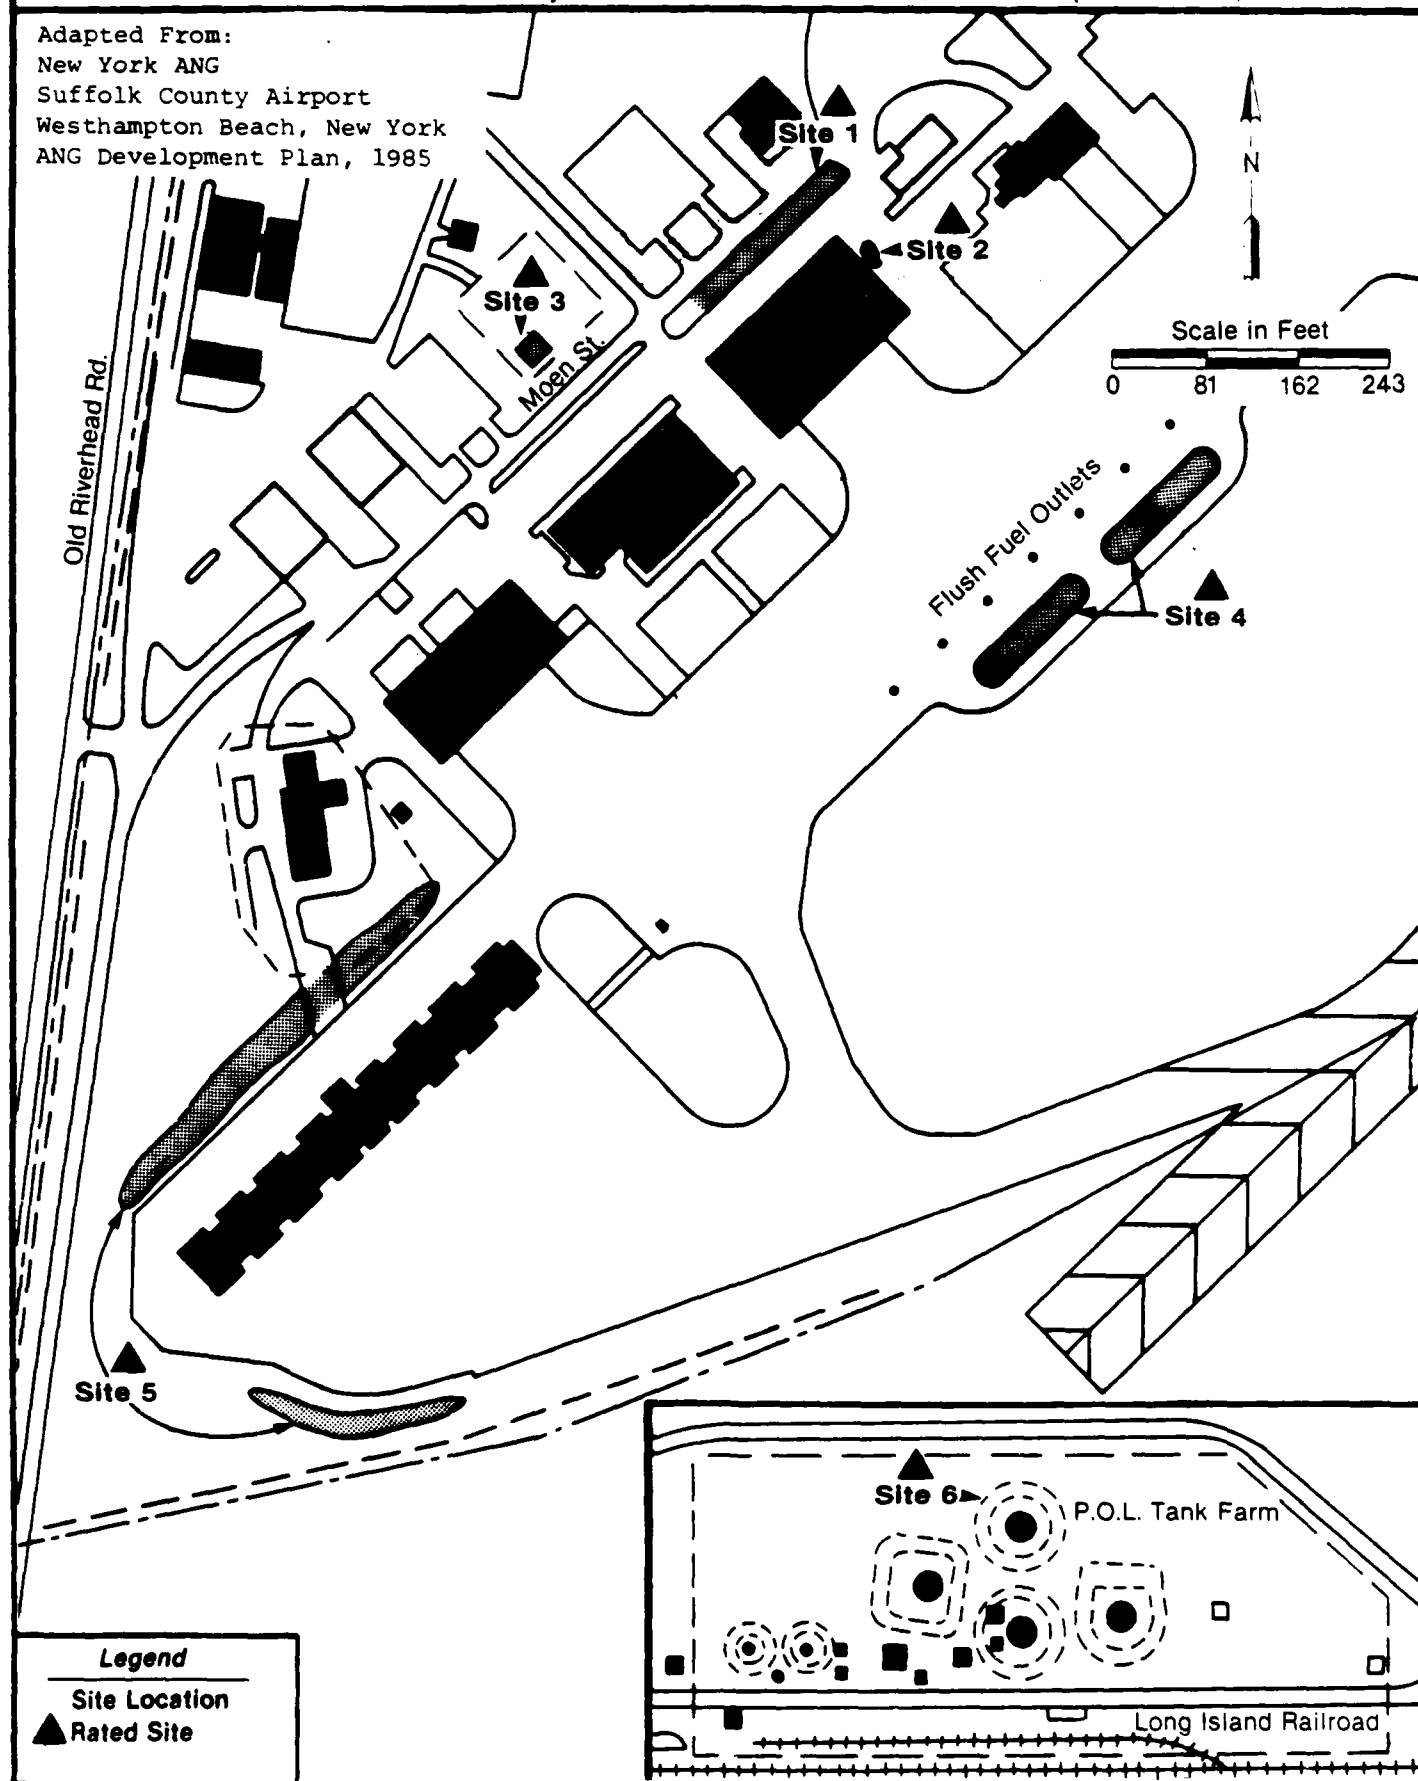 Adapted From:
New York ANG
Suffolk County Airport
Westhampton Beach, New York
ANG Development Plan, 1985
Site 1
N
Site 2
Site 3
Scale in Feet
0 81 162 243
Moen St.
Old Riverhead Rd.
Flush Fuel Outlets
Site 4
Site 5
Site 6
P.O.L. Tank Farm
Long Island Railroad
Legend
Site Location
Rated Site